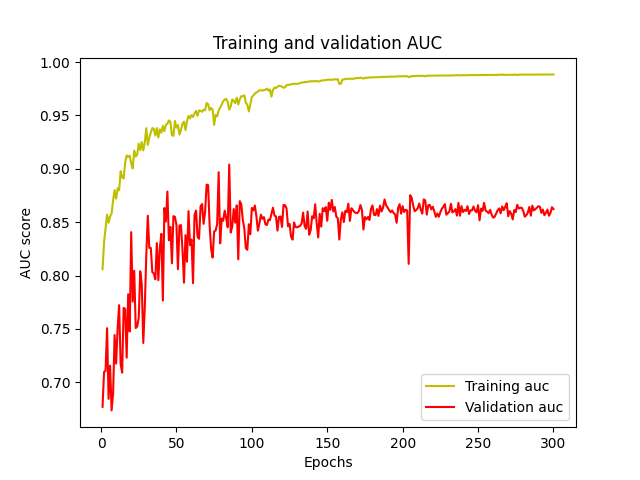 Training and validation AUC
1.00
0.95
0.90
0.85
0.80
0.75
0.70
AUC score
0
50
100
150
200
250
300
Epochs
Training auc
Validation auc